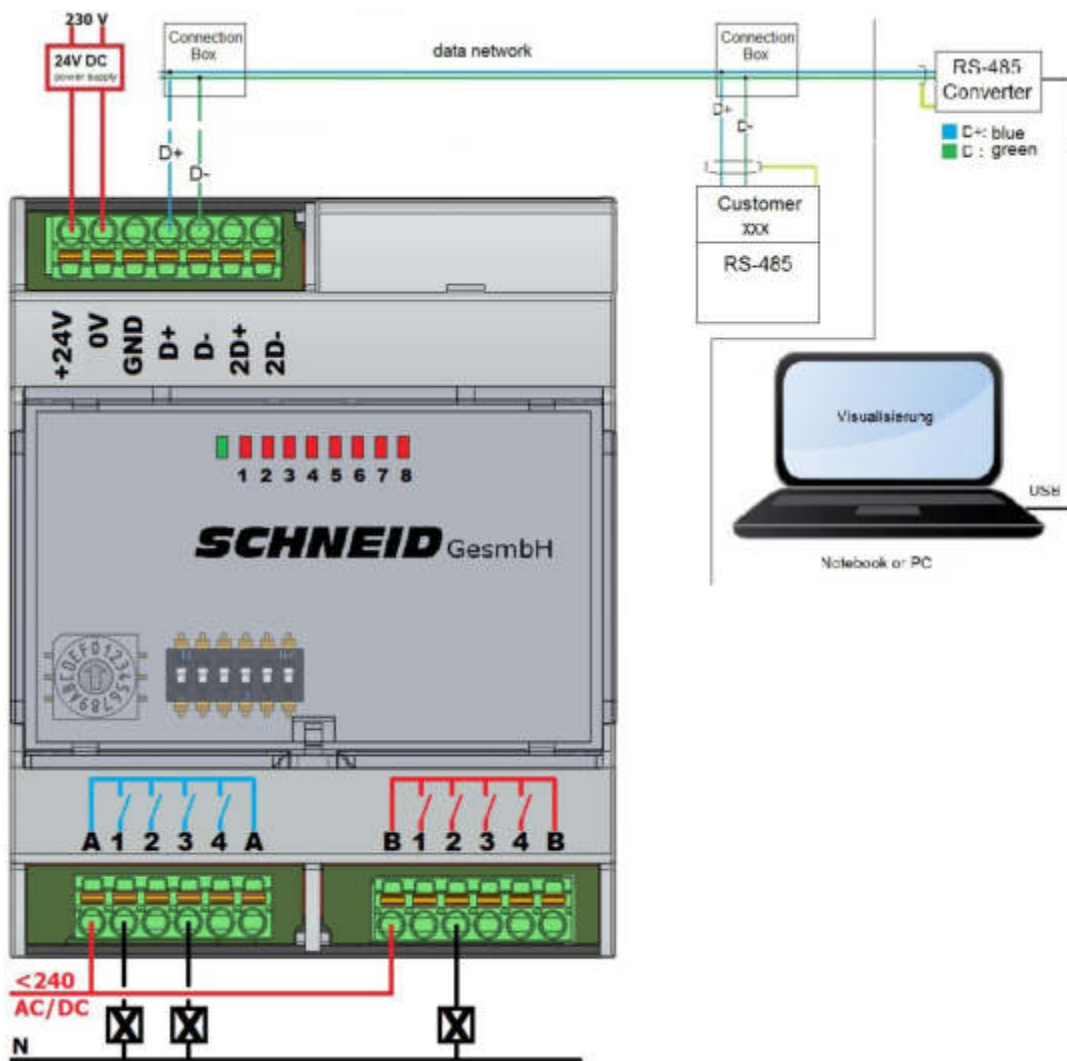 230 V
24V DC
power supply
Connection
Box
data network
Connection
Box
RS-485
Converter
D+: blue
D-: green
D+
D-
D+
D-
Customer
xxx
RS-485
+24V
0V
GND
D+
D-
2D+
2D-
1 2 3 4 5 6 7 8
SCHNEID GesmbH
Visualisierung
USB
Notebook or PC
0123456789ABCDEF
A 1 2 3 4 A
B 1 2 3 4 B
<240
AC/DC
X X X
N